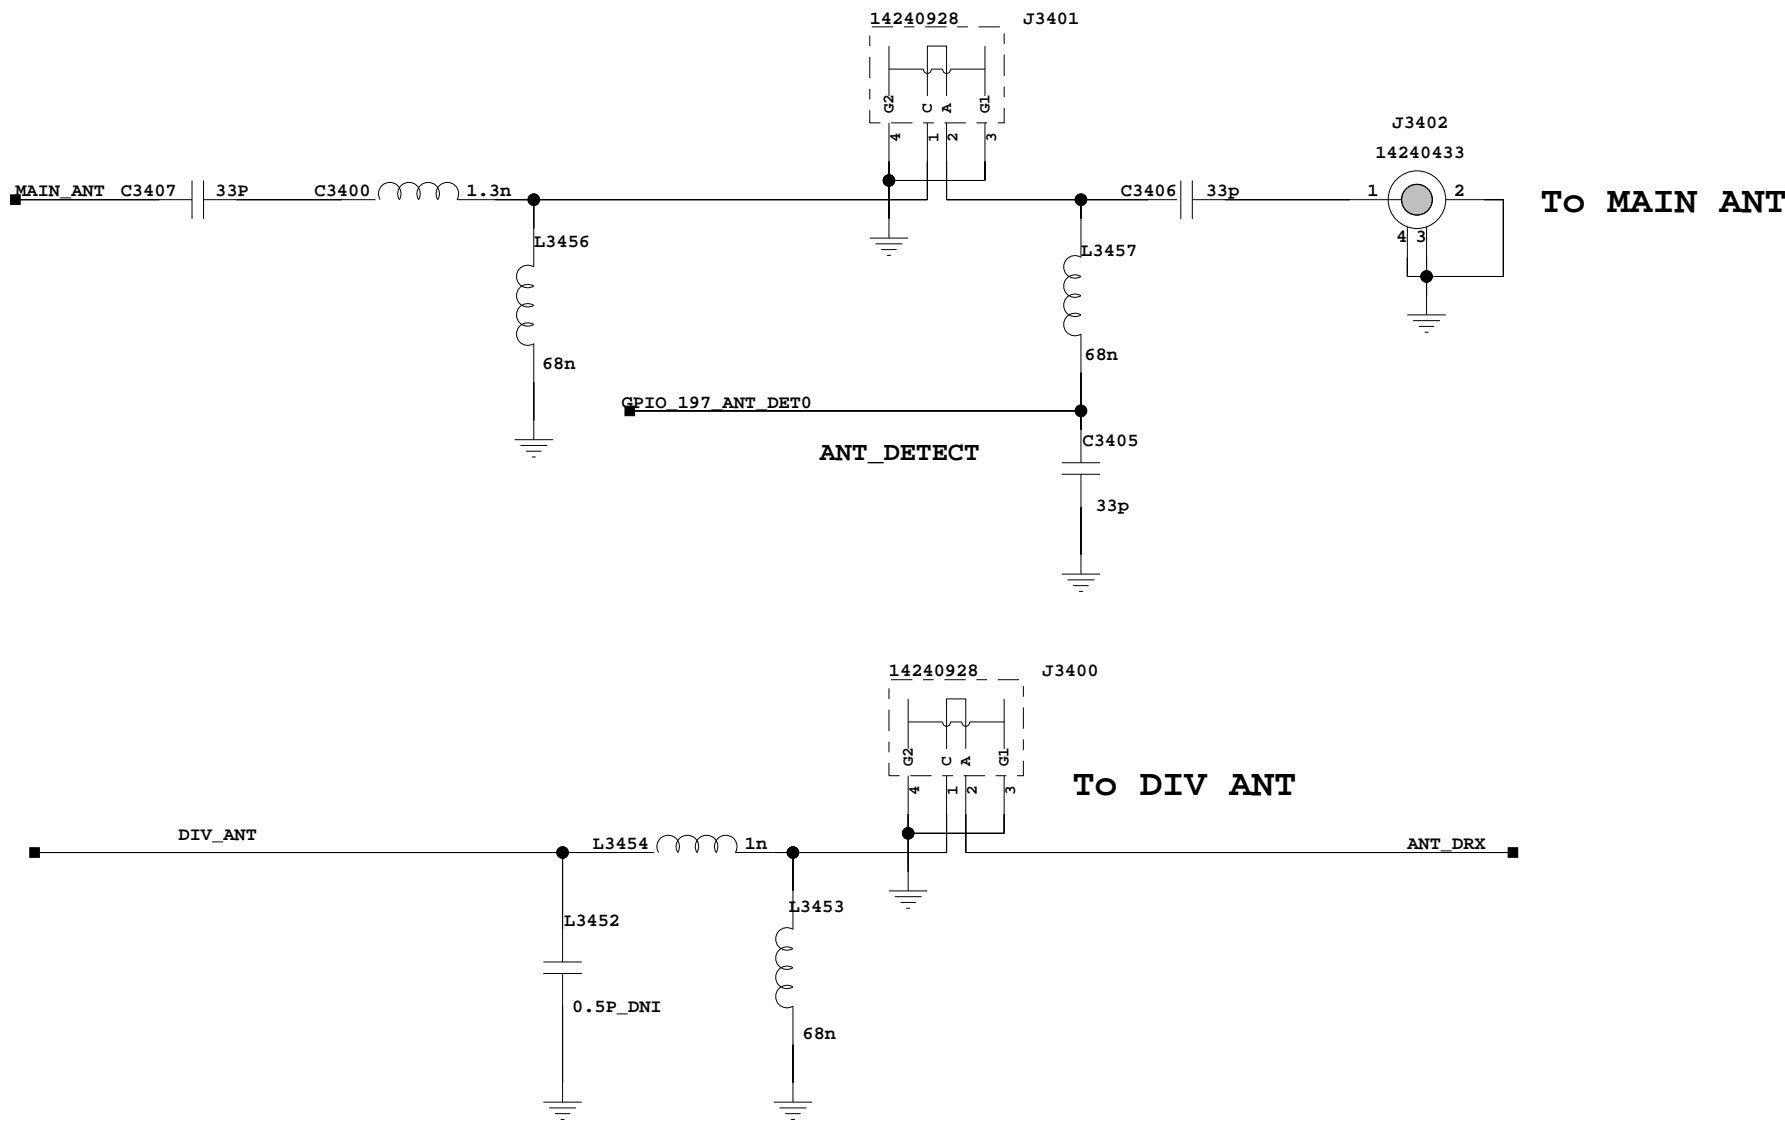 14240928 J3401
G2 C A G1
4 1 2 3
J3402
14240433
MAIN_ANT C3407 33P C3400 1.3n C3406 33p 1 2 To MAIN ANT
4 3
L3456
L3457
68n
68n
GPIO_197_ANT_DET0
ANT_DETECT
C3405
33p
14240928 J3400
G2 C A G1
4 1 2 3
To DIV ANT
DIV_ANT L3454 1n ANT_DRX
L3452
L3453
0.5P_DNI
68n